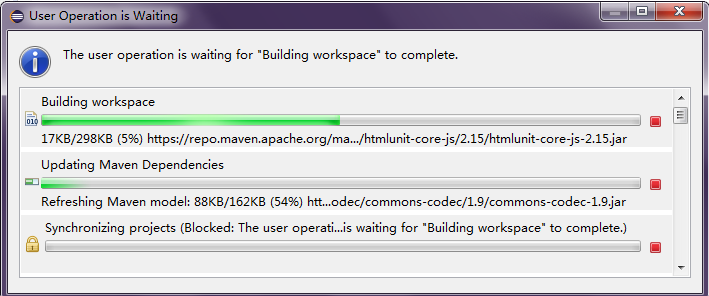 User Operation is Waiting
The user operation is waiting for "Building workspace" to complete.
Building workspace
010
17KB/298KB (5%) https://repo.maven.apache.org/ma.../htmlunit-core-js/2.15/htmlunit-core-js-2.15.jar
Updating Maven Dependencies
Refreshing Maven model: 88KB/162KB (54%) htt...odec/commons-codec/1.9/commons-codec-1.9.jar
Synchronizing projects (Blocked: The user operati...is waiting for "Building workspace" to complete.)